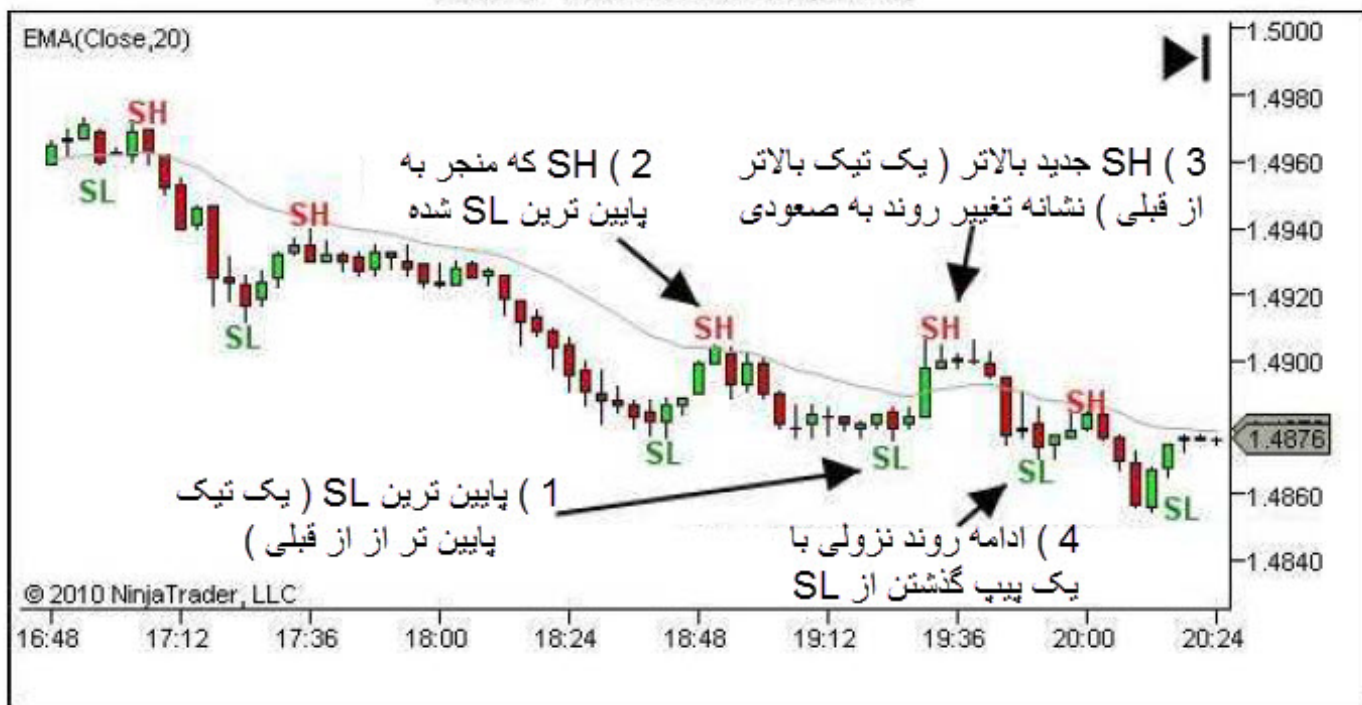 EMA(Close,20)
1.5000
1.4980
1.4960
1.4940
1.4920
1.4900
1.4876
1.4860
1.4840
SH
SL
SH
SL
2 ) SH که منجر به
پایین ترین SL شده
3 ) SH جدید بالاتر ( یک تیک بالاتر
از قبلی ) نشانه تغییر روند به صعودی
SH
SL
SH
SL
SH
SL
SL
1 ) پایین ترین SL ( یک تیک
پایین تر از از قبلی )
4 ) ادامه روند نزولی با
یک پیپ گذشتن از SL
© 2010 NinjaTrader, LLC
16:48 17:12 17:36 18:00 18:24 18:48 19:12 19:36 20:00 20:24